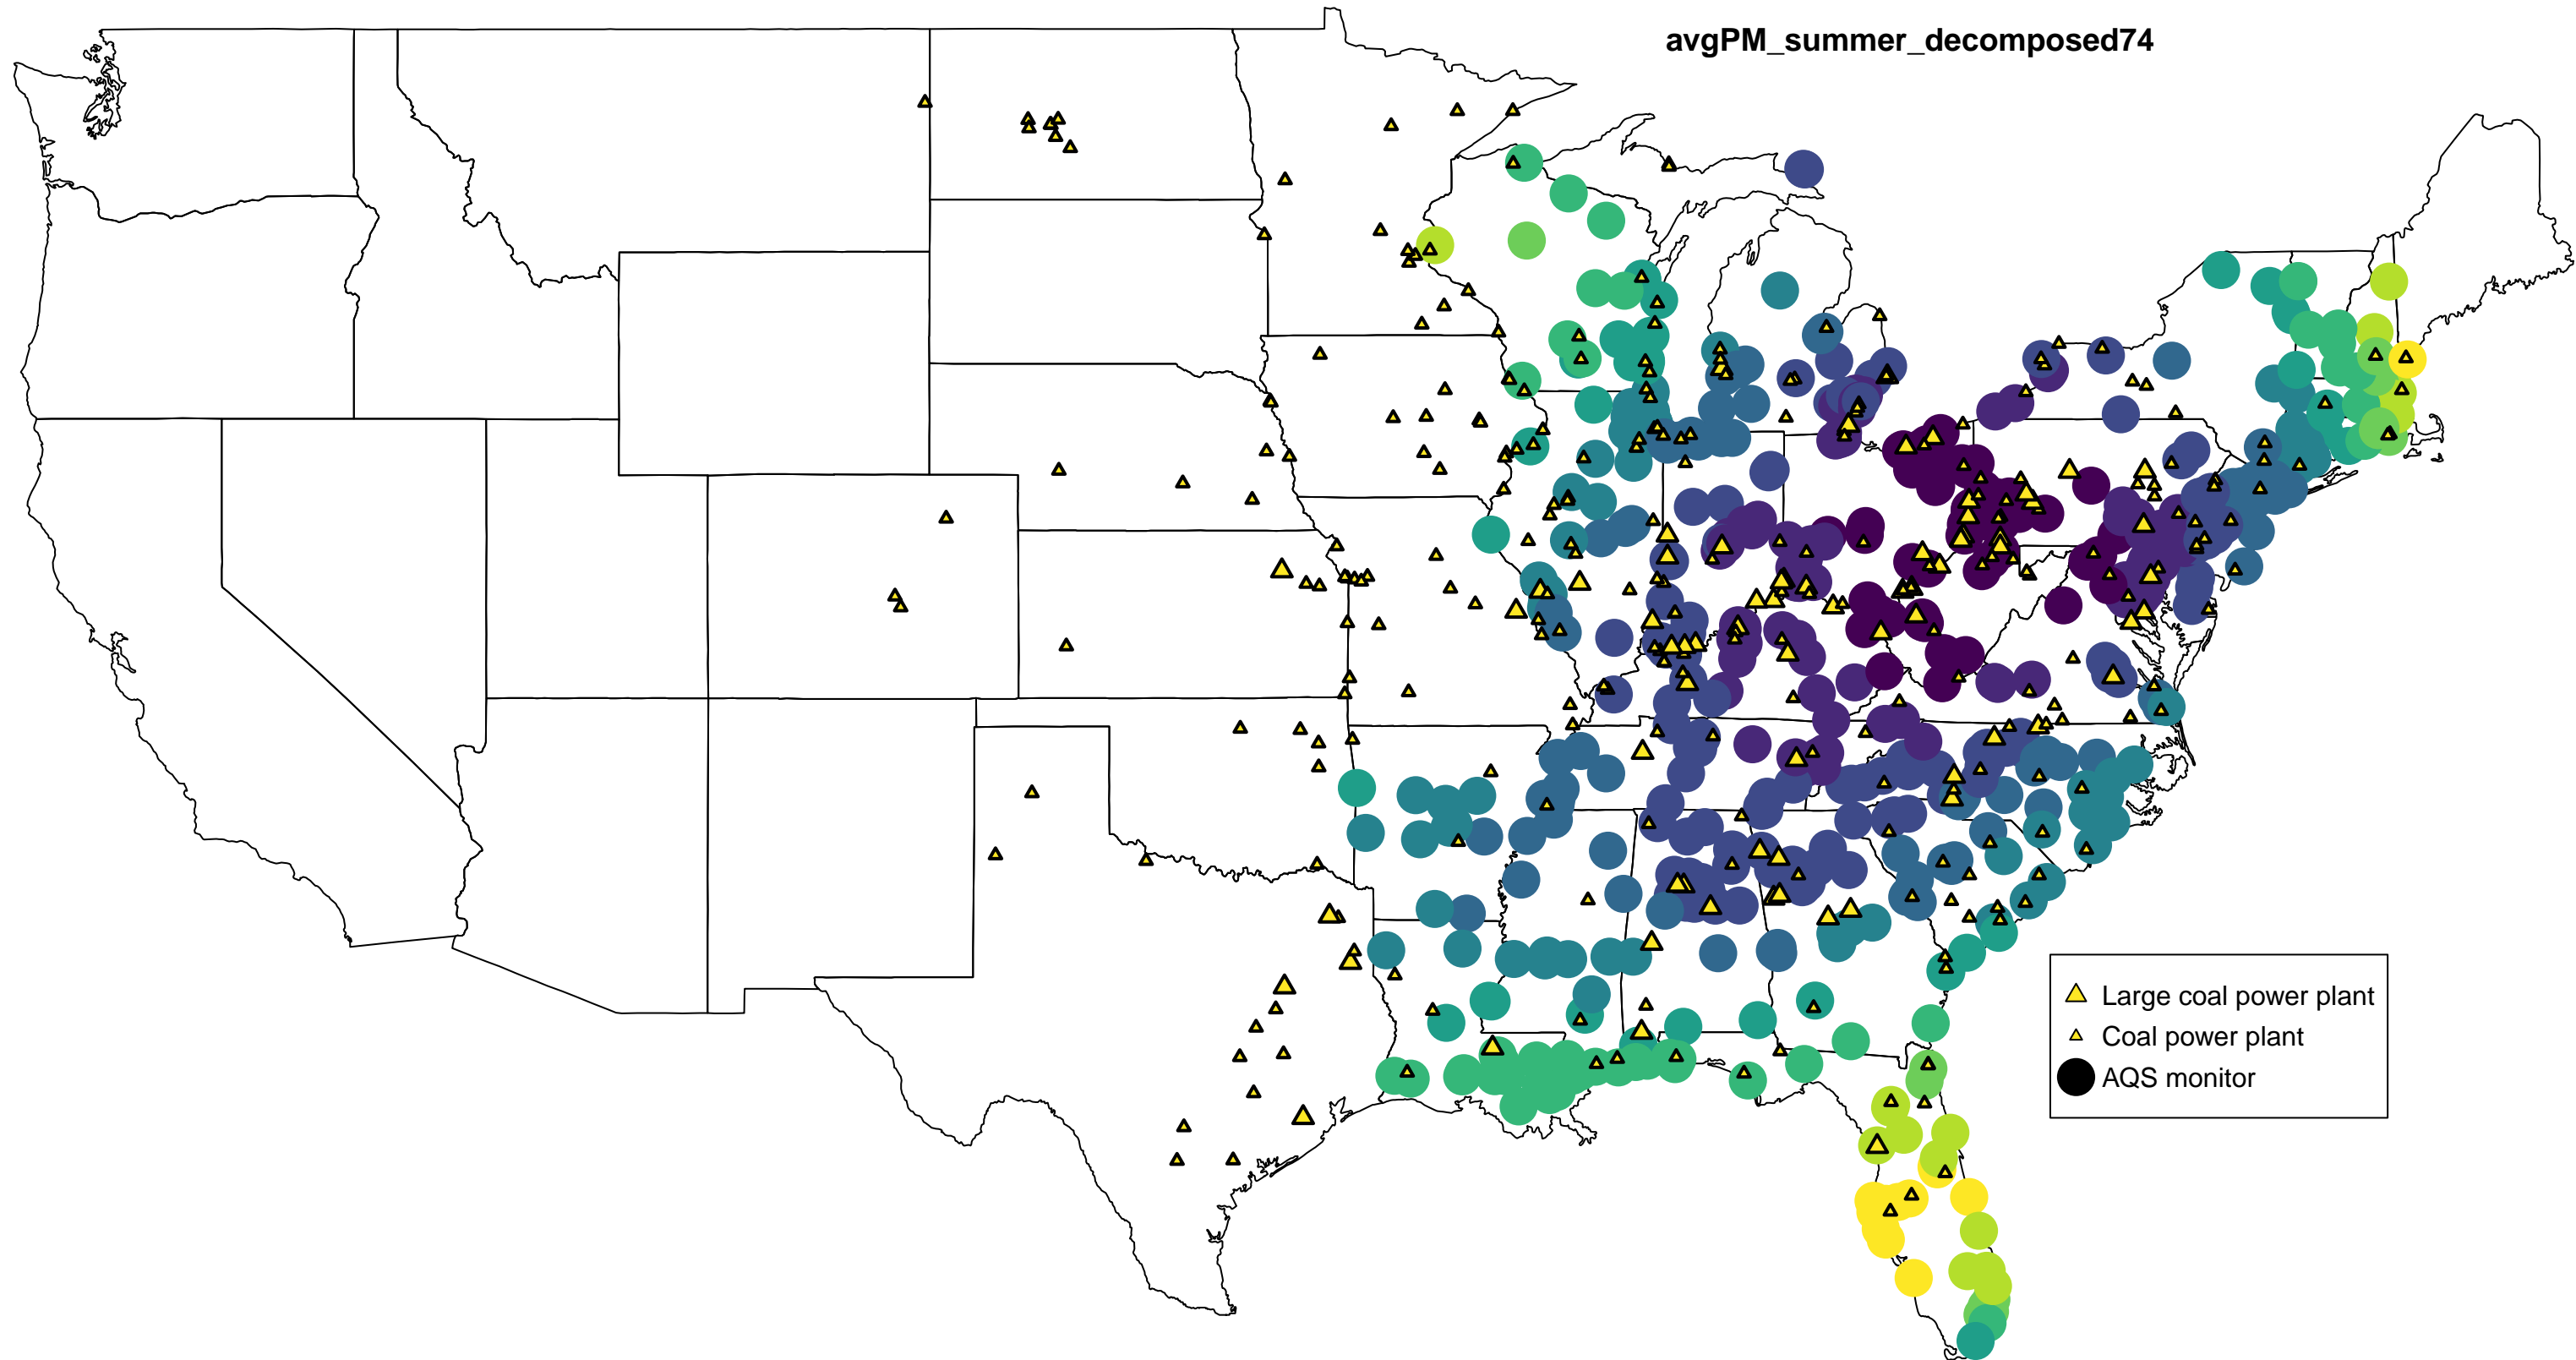 avgPM_summer_decomposed74
Large coal power plant
Coal power plant
AQS monitor